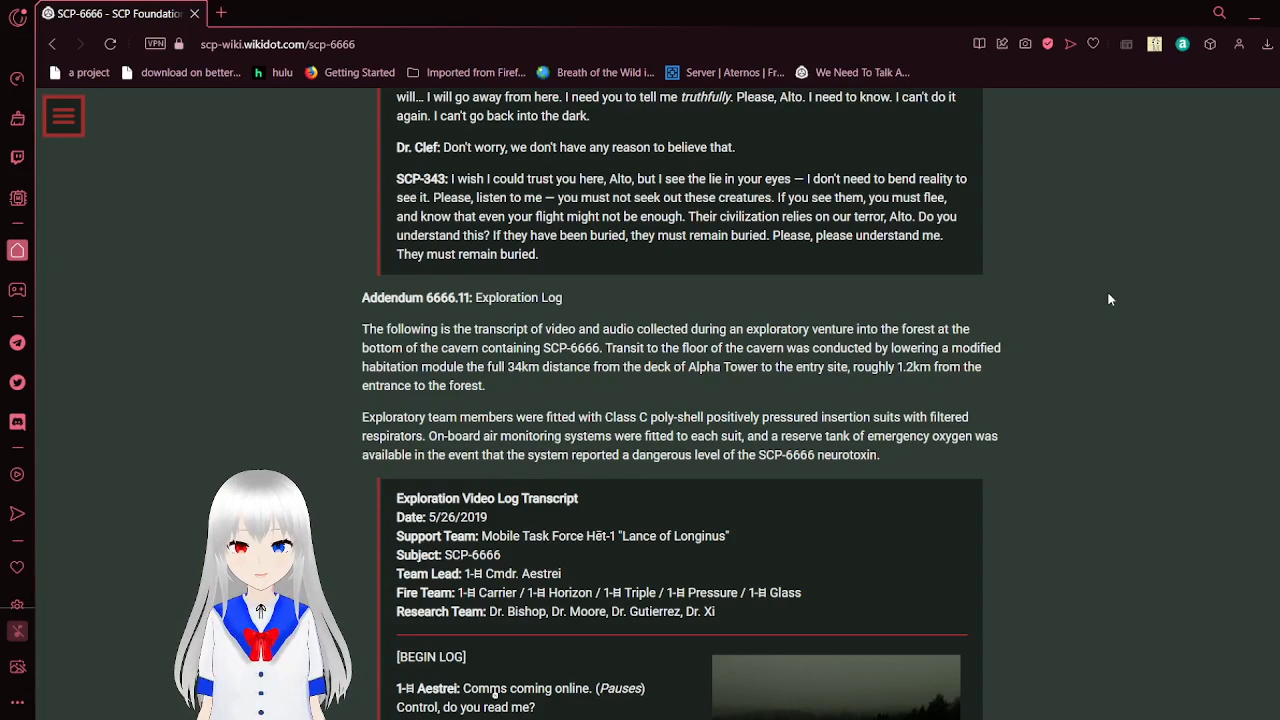 SCP-6666 - SCP Foundation
VPN
scp-wiki.wikidot.com/scp-6666
a project
download on better...
hulu
Getting Started
Imported from Firef...
Breath of the Wild i...
Server | Aternos | Fr...
We Need To Talk A...
will... I will go away from here. I need you to tell me truthfully. Please, Alto. I need to know. I can't do it
again. I can't go back into the dark.
Dr. Clef: Don't worry, we don't have any reason to believe that.
SCP-343: I wish I could trust you here, Alto, but I see the lie in your eyes — I don't need to bend reality to
see it. Please, listen to me — you must not seek out these creatures. If you see them, you must flee,
and know that even your flight might not be enough. Their civilization relies on our terror, Alto. Do you
understand this? If they have been buried, they must remain buried. Please, please understand me.
They must remain buried.
Addendum 6666.11: Exploration Log
The following is the transcript of video and audio collected during an exploratory venture into the forest at the
bottom of the cavern containing SCP-6666. Transit to the floor of the cavern was conducted by lowering a modified
habitation module the full 34km distance from the deck of Alpha Tower to the entry site, roughly 1.2km from the
entrance to the forest.
Exploratory team members were fitted with Class C poly-shell positively pressured insertion suits with filtered
respirators. On-board air monitoring systems were fitted to each suit, and a reserve tank of emergency oxygen was
available in the event that the system reported a dangerous level of the SCP-6666 neurotoxin.
Exploration Video Log Transcript
Date: 5/26/2019
Support Team: Mobile Task Force Hēt-1 "Lance of Longinus"
Subject: SCP-6666
Team Lead: 1-𐤇 Cmdr. Aestrei
Fire Team: 1-𐤇 Carrier / 1-𐤇 Horizon / 1-𐤇 Triple / 1-𐤇 Pressure / 1-𐤇 Glass
Research Team: Dr. Bishop, Dr. Moore, Dr. Gutierrez, Dr. Xi
[BEGIN LOG]
1-𐤇 Aestrei: Comms coming online. (Pauses)
Control, do you read me?